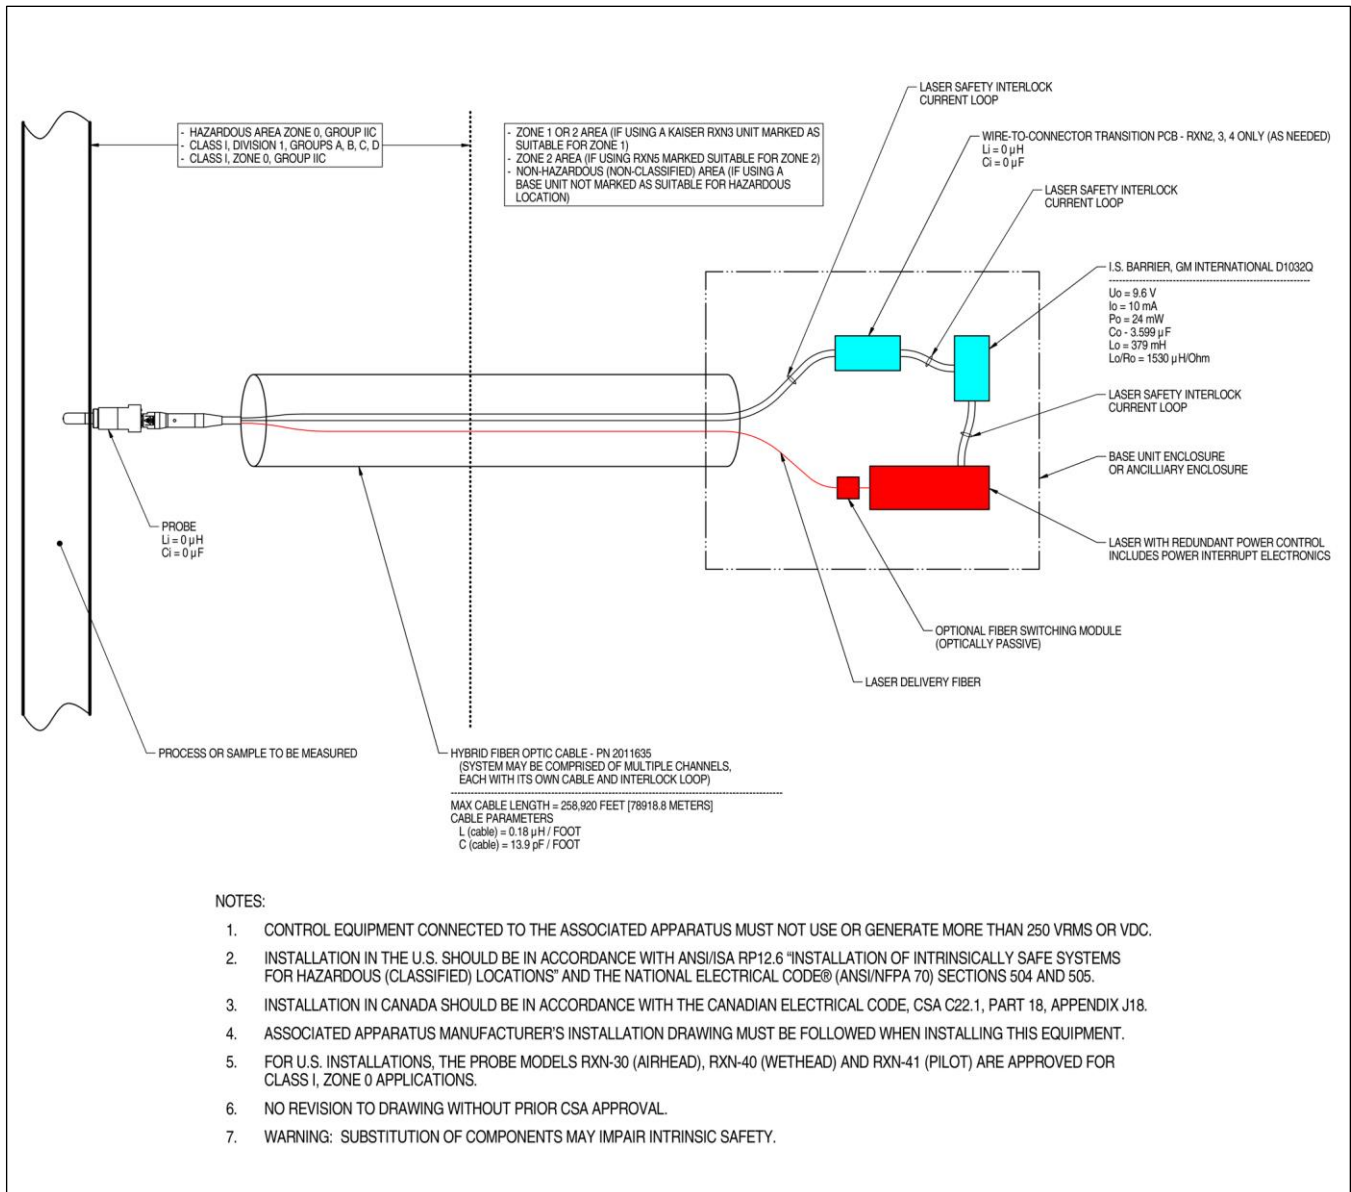 - HAZARDOUS AREA ZONE 0, GROUP IIC
- CLASS I, DIVISION 1, GROUPS A, B, C, D
- CLASS I, ZONE 0, GROUP IIC
- ZONE 1 OR 2 AREA (IF USING A KAISER RXN3 UNIT MARKED AS
SUITABLE FOR ZONE 1)
- ZONE 2 AREA (IF USING RXN5 MARKED SUITABLE FOR ZONE 2)
- NON-HAZARDOUS (NON-CLASSIFIED) AREA (IF USING A
BASE UNIT NOT MARKED AS SUITABLE FOR HAZARDOUS
LOCATION)
LASER SAFETY INTERLOCK
CURRENT LOOP
WIRE-TO-CONNECTOR TRANSITION PCB - RXN2, 3, 4 ONLY (AS NEEDED)
Li = 0 µH
Ci = 0 µF
LASER SAFETY INTERLOCK
CURRENT LOOP
I.S. BARRIER, GM INTERNATIONAL D1032Q
Uo = 9.6 V
Io = 10 mA
Po = 24 mW
Co - 3.599 µF
Lo = 379 mH
Lo/Ro = 1530 µH/Ohm
LASER SAFETY INTERLOCK
CURRENT LOOP
BASE UNIT ENCLOSURE
OR ANCILLIARY ENCLOSURE
PROBE
Li = 0 µH
Ci = 0 µF
LASER WITH REDUNDANT POWER CONTROL
INCLUDES POWER INTERRUPT ELECTRONICS
OPTIONAL FIBER SWITCHING MODULE
(OPTICALLY PASSIVE)
LASER DELIVERY FIBER
PROCESS OR SAMPLE TO BE MEASURED
HYBRID FIBER OPTIC CABLE - PN 2011635
(SYSTEM MAY BE COMPRISED OF MULTIPLE CHANNELS,
EACH WITH ITS OWN CABLE AND INTERLOCK LOOP)
MAX CABLE LENGTH = 258,920 FEET [78918.8 METERS]
CABLE PARAMETERS
L (cable) = 0.18 µH / FOOT
C (cable) = 13.9 pF / FOOT
NOTES:
1. CONTROL EQUIPMENT CONNECTED TO THE ASSOCIATED APPARATUS MUST NOT USE OR GENERATE MORE THAN 250 VRMS OR VDC.
2. INSTALLATION IN THE U.S. SHOULD BE IN ACCORDANCE WITH ANSI/ISA RP12.6 “INSTALLATION OF INTRINSICALLY SAFE SYSTEMS
FOR HAZARDOUS (CLASSIFIED) LOCATIONS” AND THE NATIONAL ELECTRICAL CODE® (ANSI/NFPA 70) SECTIONS 504 AND 505.
3. INSTALLATION IN CANADA SHOULD BE IN ACCORDANCE WITH THE CANADIAN ELECTRICAL CODE, CSA C22.1, PART 18, APPENDIX J18.
4. ASSOCIATED APPARATUS MANUFACTURER'S INSTALLATION DRAWING MUST BE FOLLOWED WHEN INSTALLING THIS EQUIPMENT.
5. FOR U.S. INSTALLATIONS, THE PROBE MODELS RXN-30 (AIRHEAD), RXN-40 (WETHEAD) AND RXN-41 (PILOT) ARE APPROVED FOR
CLASS I, ZONE 0 APPLICATIONS.
6. NO REVISION TO DRAWING WITHOUT PRIOR CSA APPROVAL.
7. WARNING: SUBSTITUTION OF COMPONENTS MAY IMPAIR INTRINSIC SAFETY.